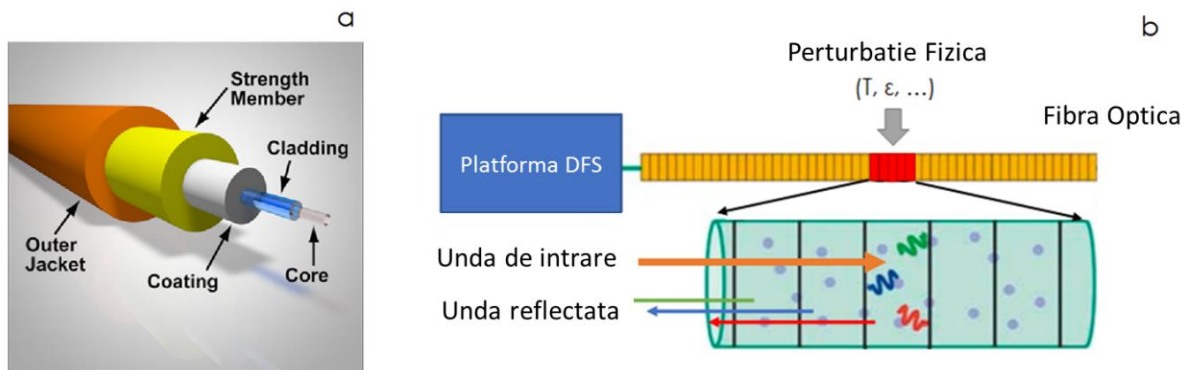 a
Strength
Member
Cladding
Outer
Jacket
Coating
Core
b
Perturbatie Fizica
(T, ε, ...)
Fibra Optica
Platforma DFS
Unda de intrare
Unda reflectata